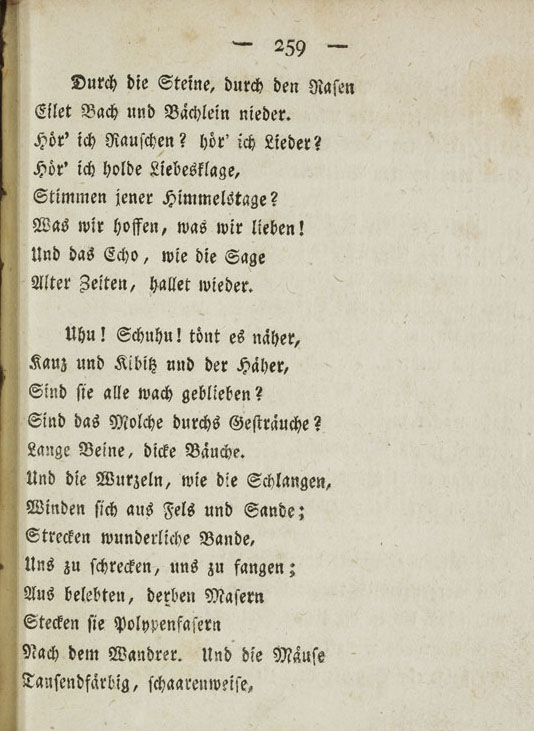 — 259 —
Durch die Steine, durch den Rasen
Eilet Bach und Bächlein nieder.
Hör' ich Rauschen? hör' ich Lieder?
Hör' ich holde Liebesklage,
Stimmen jener Himmelstage?
Was wir hoffen, was wir lieben!
Und das Echo, wie die Sage
Alter Zeiten, hallet wieder.
Uhu! Schuhu! tönt es näher,
Kauz und Kibitz und der Häher,
Sind sie alle wach geblieben?
Sind das Molche durchs Gesträuche?
Lange Beine, dicke Bäuche.
Und die Wurzeln, wie die Schlangen,
Winden sich aus Fels und Sande;
Strecken wunderliche Bande,
Uns zu schrecken, uns zu fangen;
Aus belebten, derben Masern
Stecken sie Polypenfasern
Nach dem Wandrer. Und die Mäuse
Tausendfärbig, schaarenweise,